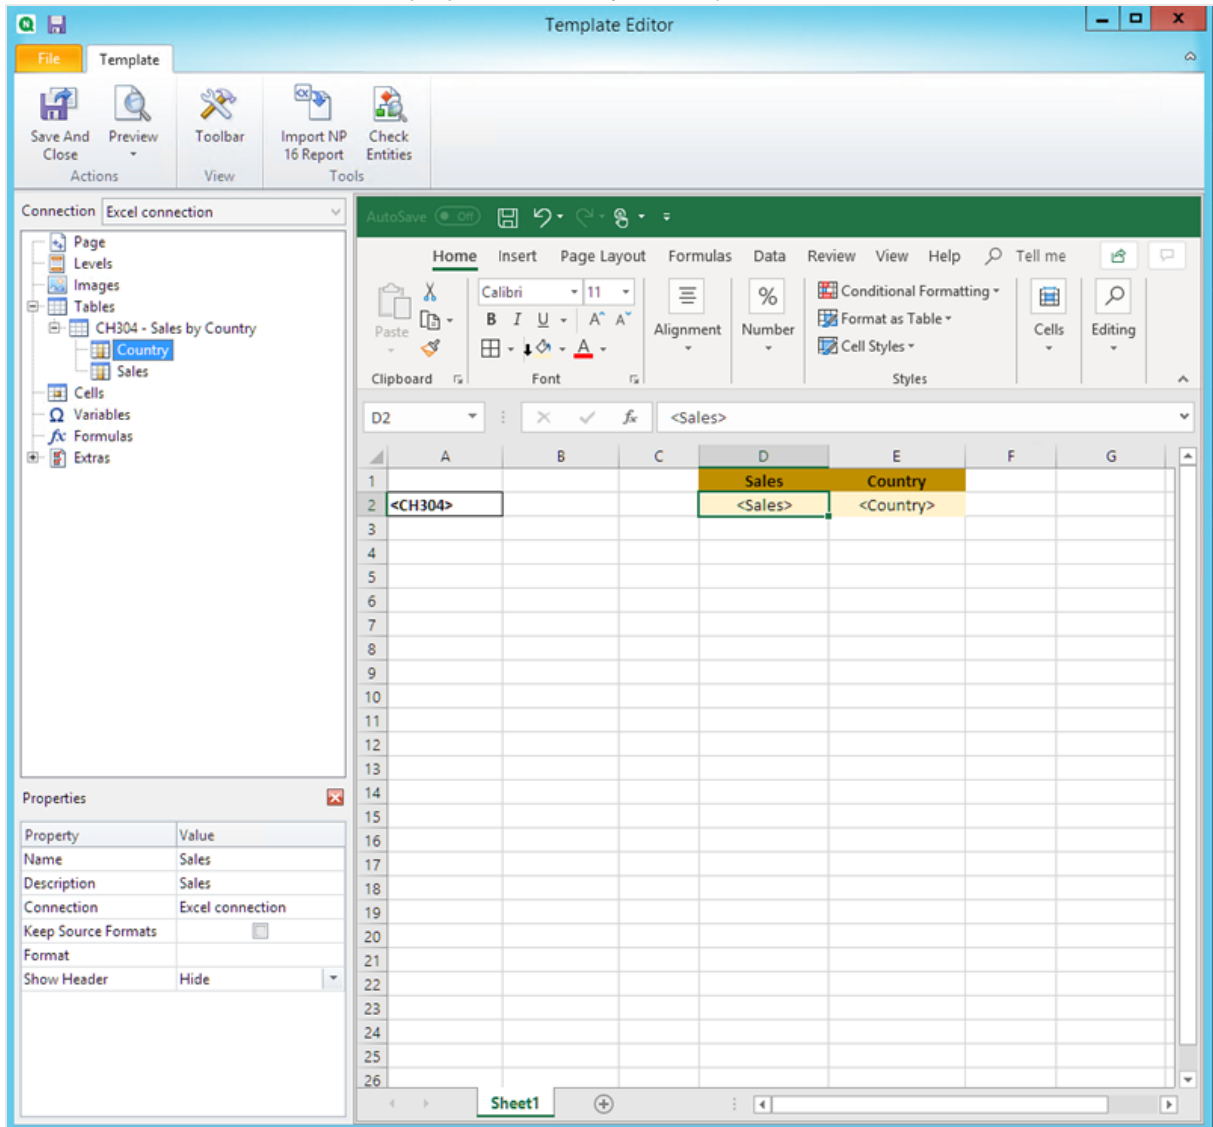 Template Editor
File Template
Save And Close Preview Toolbar Import NP 16 Report Check Entities
Actions View Tools
Connection Excel connection
Page
Levels
Images
Tables
CH304 - Sales by Country
Country
Sales
Cells
Variables
Formulas
Extras
Properties
Property Value
Name Sales
Description Sales
Connection Excel connection
Keep Source Formats
Format
Show Header Hide
AutoSave Off
Home Insert Page Layout Formulas Data Review View Help Tell me
Paste Calibri 11 B I U A A A Alignment % Number Conditional Formatting Format as Table Cell Styles Cells Editing
Clipboard Font Styles
D2 fx <Sales>
A B C D E F G
1 Sales Country
2 <CH304> <Sales> <Country>
3
4
5
6
7
8
9
10
11
12
13
14
15
16
17
18
19
20
21
22
23
24
25
26
Sheet1